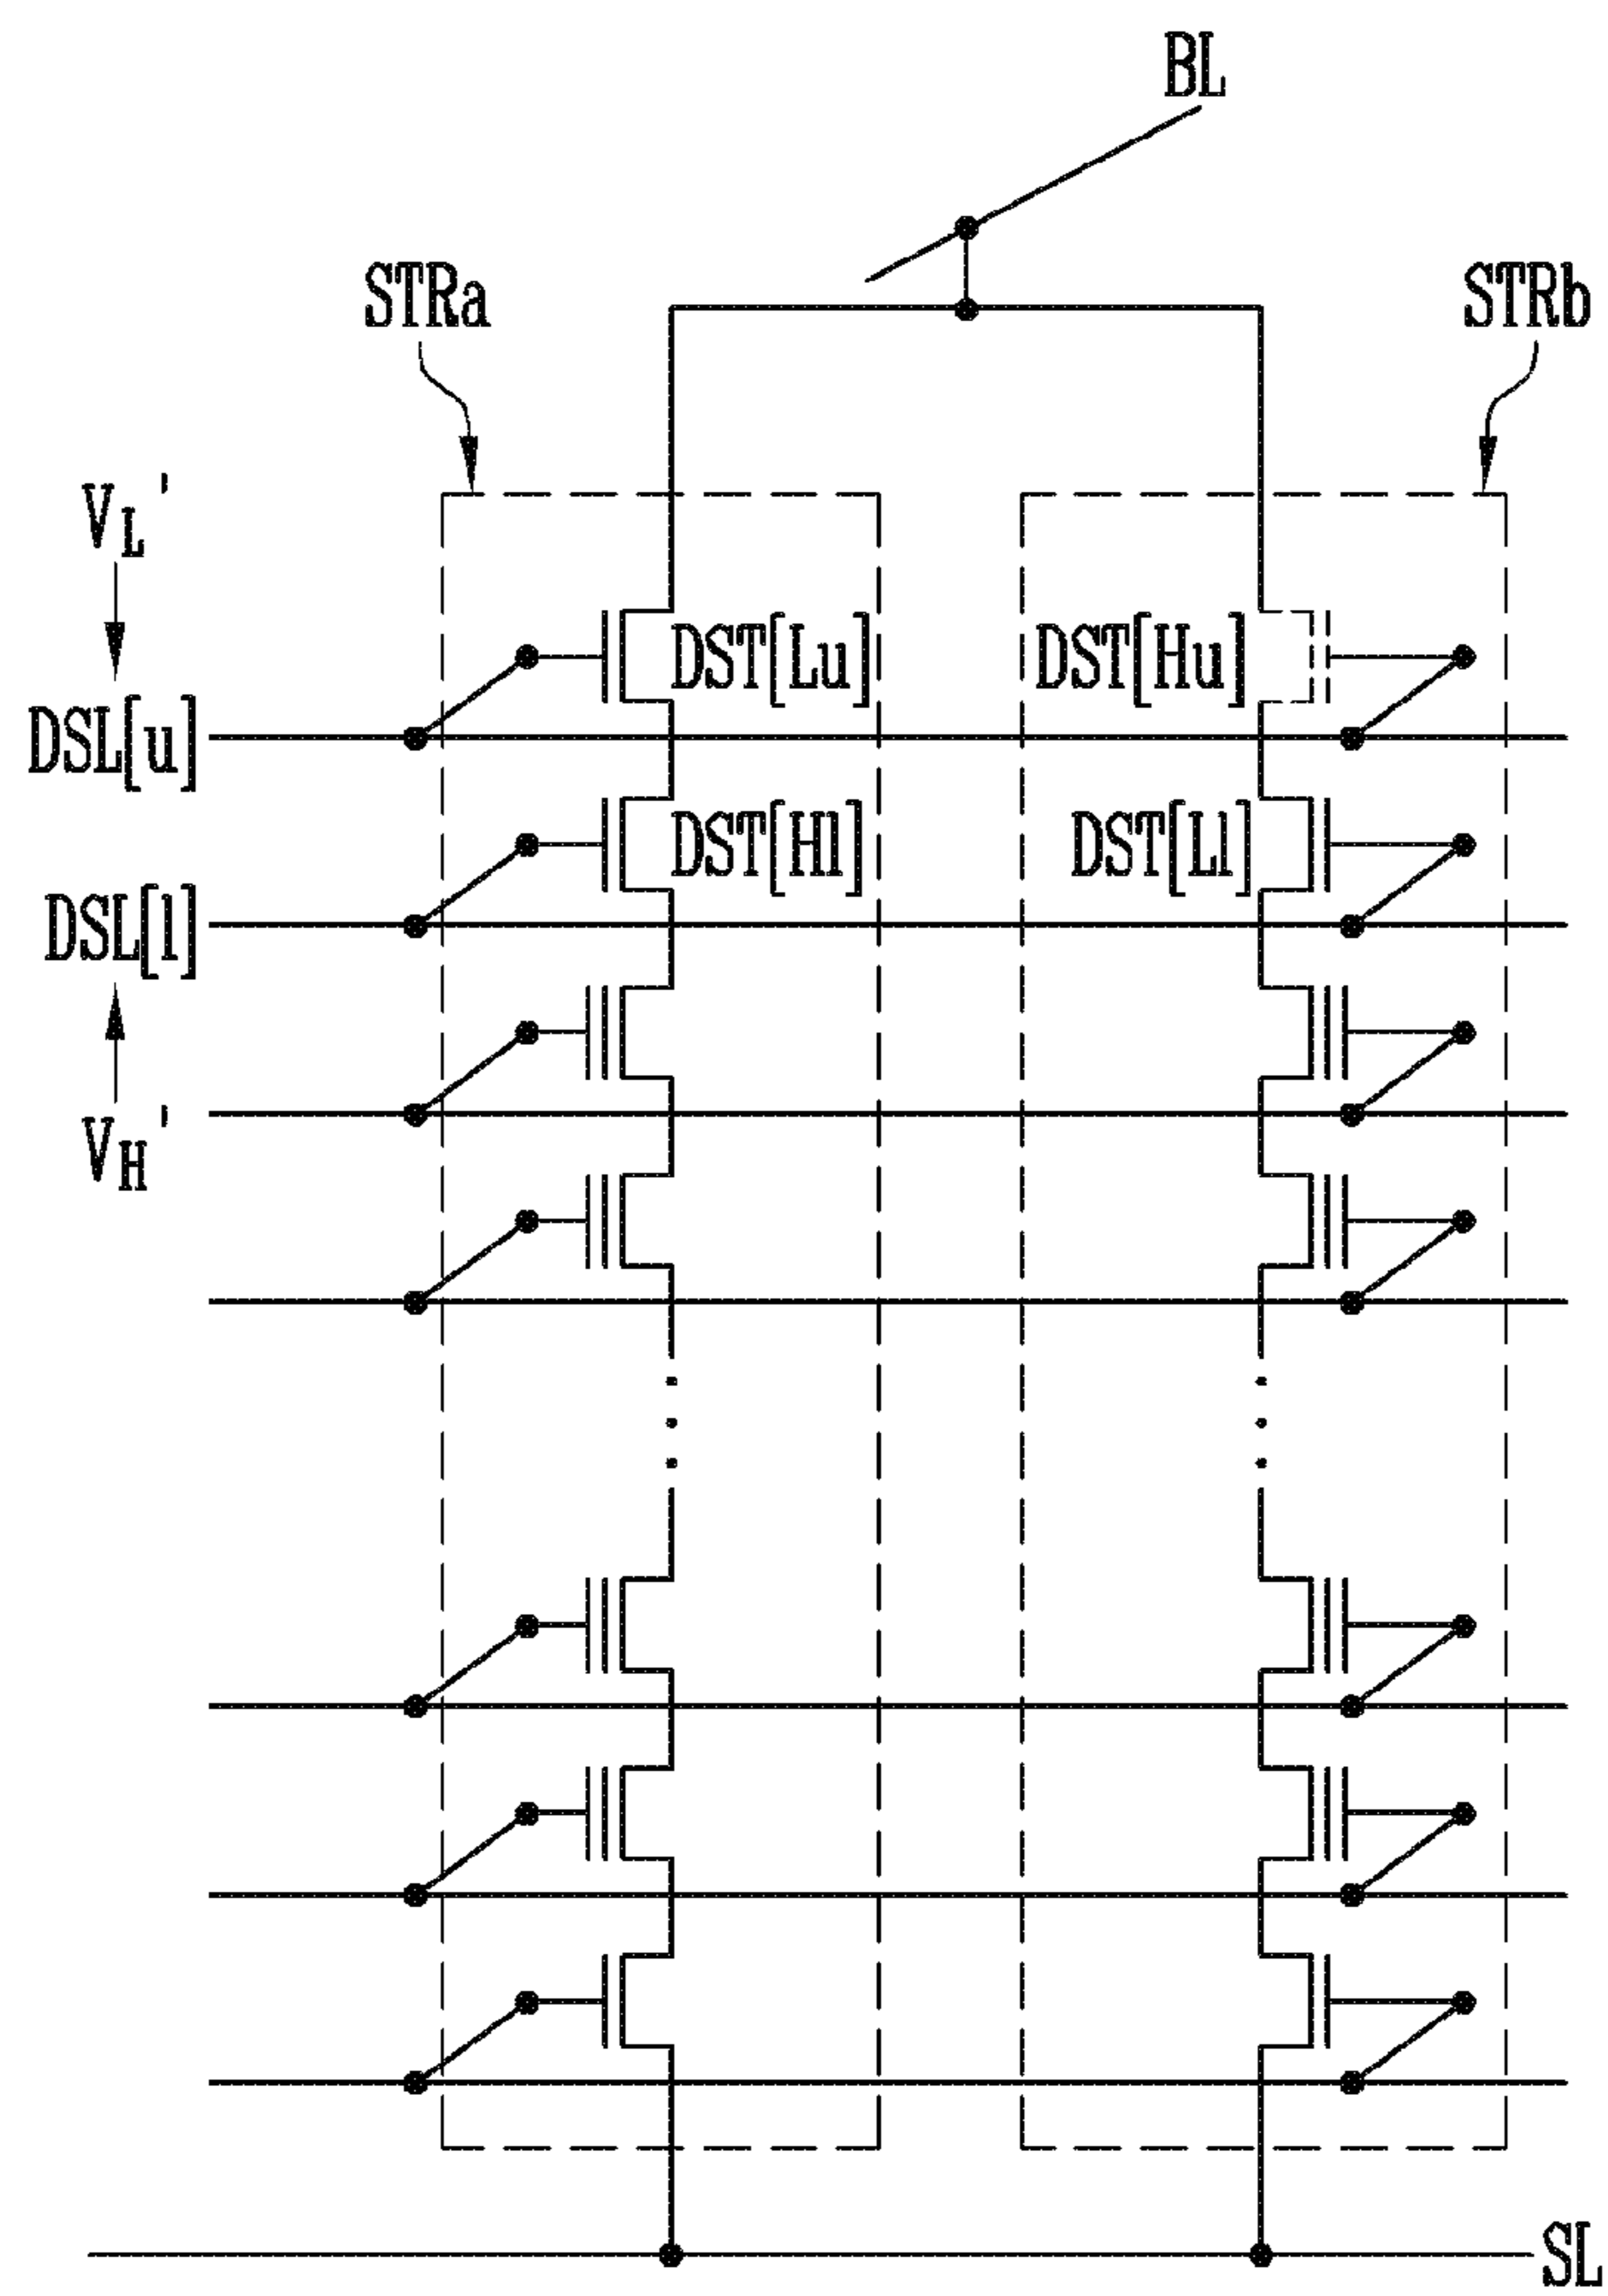 BL
STRa
STRb
VL'
DST[Lu]
DST[Hu]
DSL[u]
DST[Hl]
DST[Ll]
DSL[l]
VH'
SL